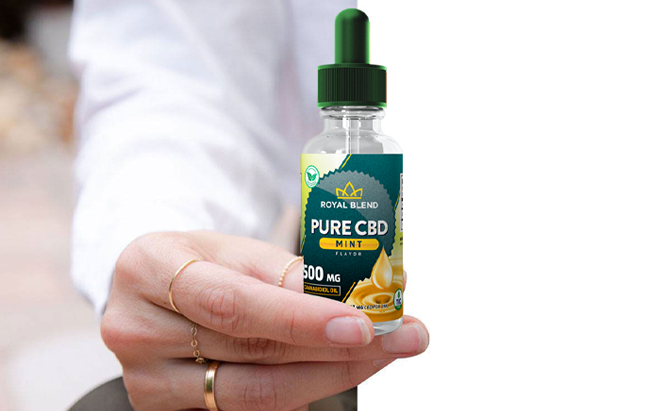 ROYAL BLEND
PURE CBD
MINT
FLAVOR
500 MG
CANNABIDIOL OIL